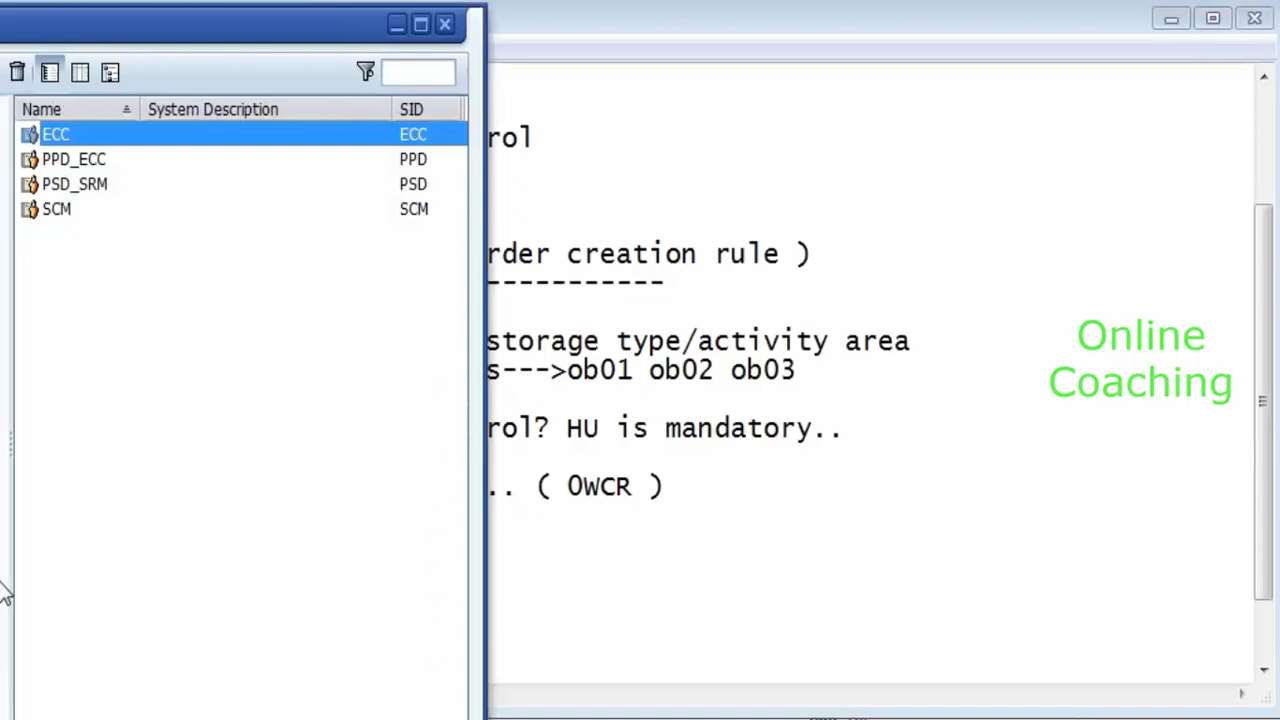 Name System Description SID
ECC ECC
PPD_ECC PPD
PSD_SRM PSD
SCM SCM
rol
rder creation rule )
------------
storage type/activity area
s--->ob01 ob02 ob03
rol? HU is mandatory..
.. ( OWCR )
Online
Coaching